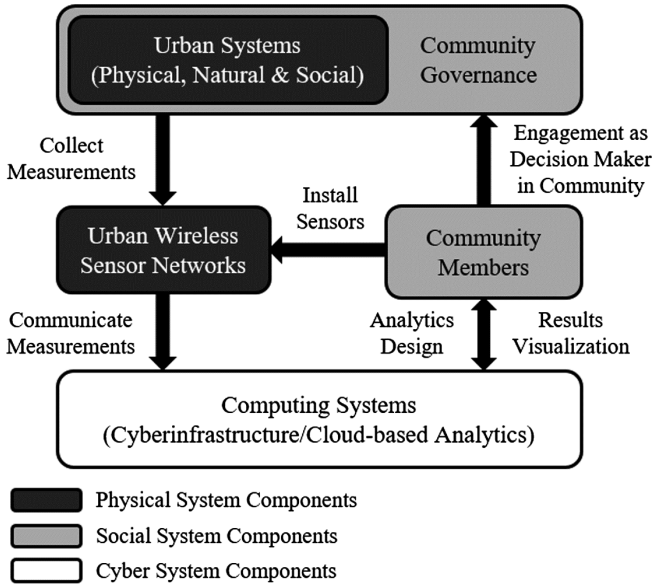 Urban Systems
(Physical, Natural & Social)
Community
Governance
Collect
Measurements
Engagement as
Decision Maker
in Community
Install
Sensors
Urban Wireless
Sensor Networks
Community
Members
Communicate
Measurements
Analytics
Design
Results
Visualization
Computing Systems
(Cyberinfrastructure/Cloud-based Analytics)
Physical System Components
Social System Components
Cyber System Components